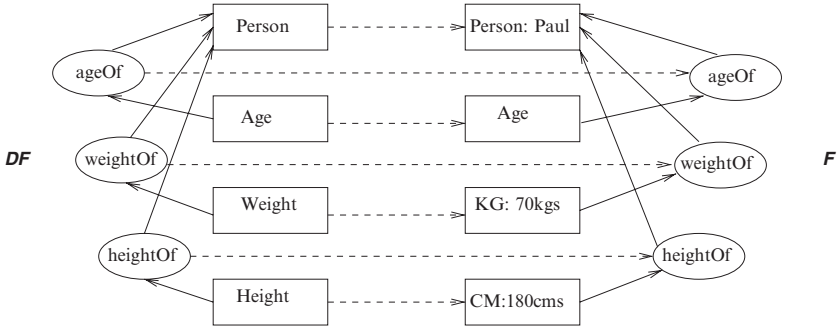 Person
Person: Paul
ageOf
ageOf
Age
Age
DF
weightOf
weightOf
F
Weight
KG: 70kgs
heightOf
heightOf
Height
CM:180cms